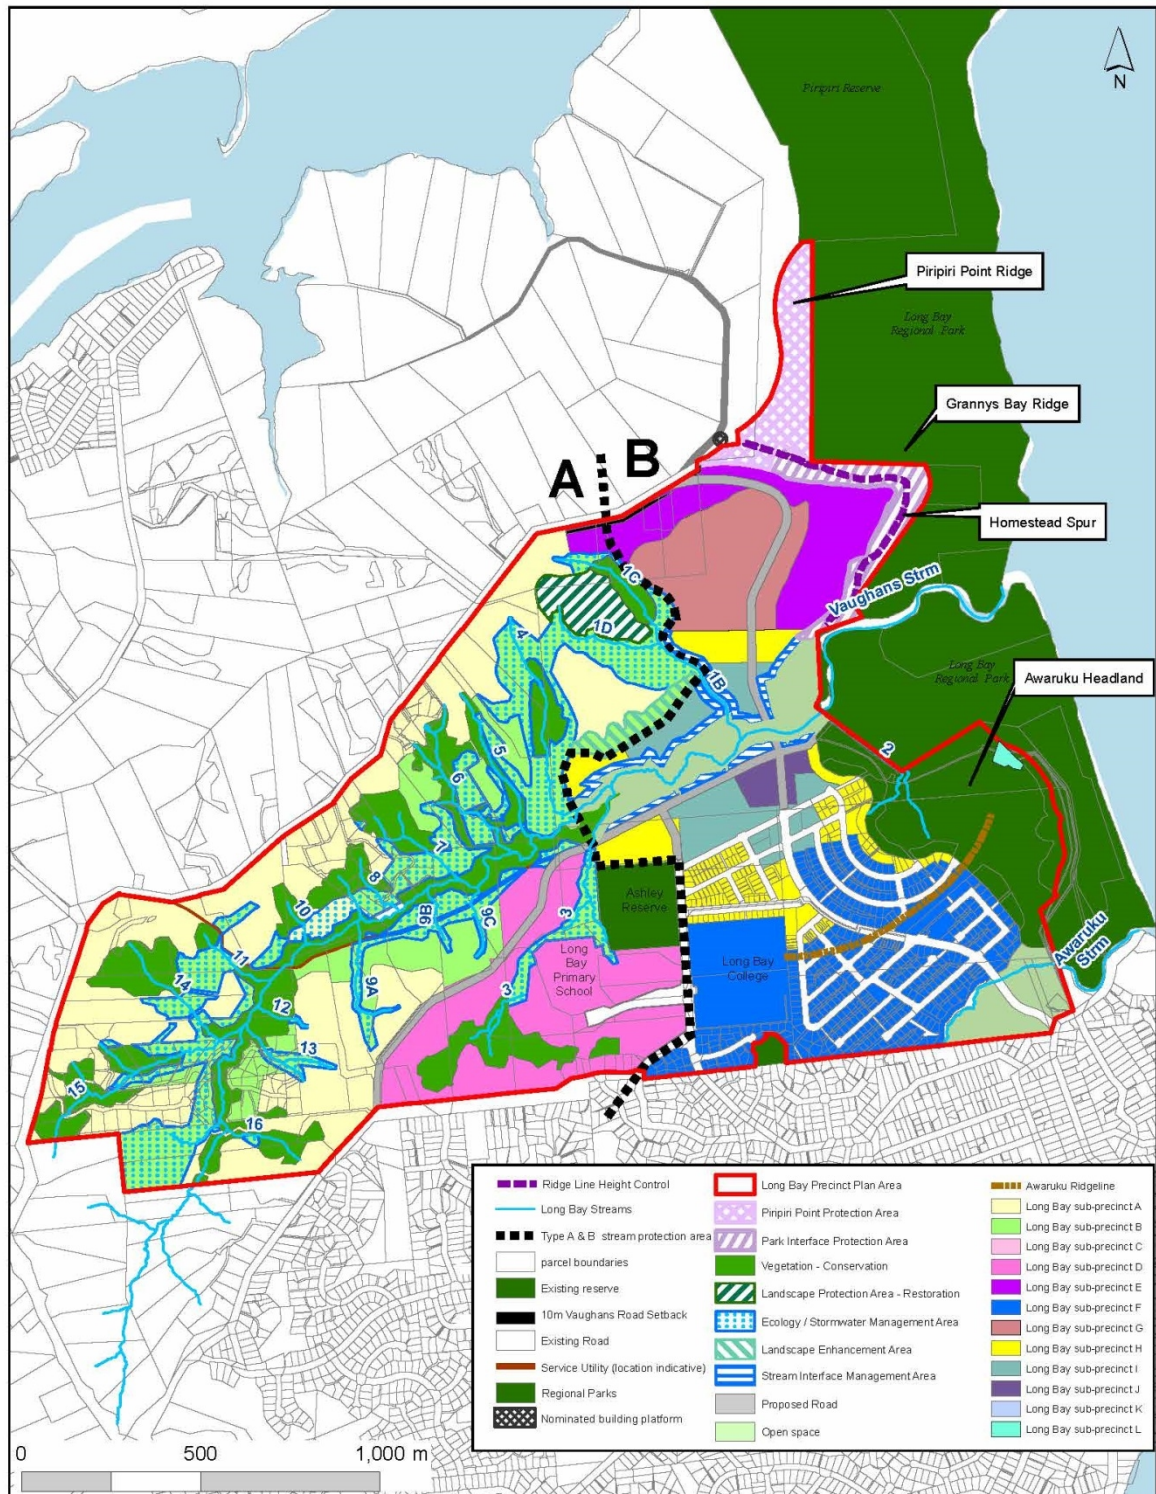 N
Piripiri Reserve
Piripiri Point Ridge
Long Bay
Regional Park
Grannys Bay Ridge
A
B
Homestead Spur
1C
Vaughans Strm
1D
4
1B
Long Bay
Regional Park
Awaruku Headland
5
2
6
7
8
Ashley
Reserve
10
9B
9C
3
11
Long
Bay
Primary
School
Long Bay
College
Awaruku
Strm
14
9A
3
12
13
15
16
Ridge Line Height Control
Long Bay Streams
Type A & B stream protection area
parcel boundaries
Existing reserve
10m Vaughans Road Setback
Existing Road
Service Utility (location indicative)
Regional Parks
Nominated building platform
Long Bay Precinct Plan Area
Piripiri Point Protection Area
Park Interface Protection Area
Vegetation - Conservation
Landscape Protection Area - Restoration
Ecology / Stormwater Management Area
Landscape Enhancement Area
Stream Interface Management Area
Proposed Road
Open space
Awaruku Ridgeline
Long Bay sub-precinct A
Long Bay sub-precinct B
Long Bay sub-precinct C
Long Bay sub-precinct D
Long Bay sub-precinct E
Long Bay sub-precinct F
Long Bay sub-precinct G
Long Bay sub-precinct H
Long Bay sub-precinct I
Long Bay sub-precinct J
Long Bay sub-precinct K
Long Bay sub-precinct L
0 500 1,000 m